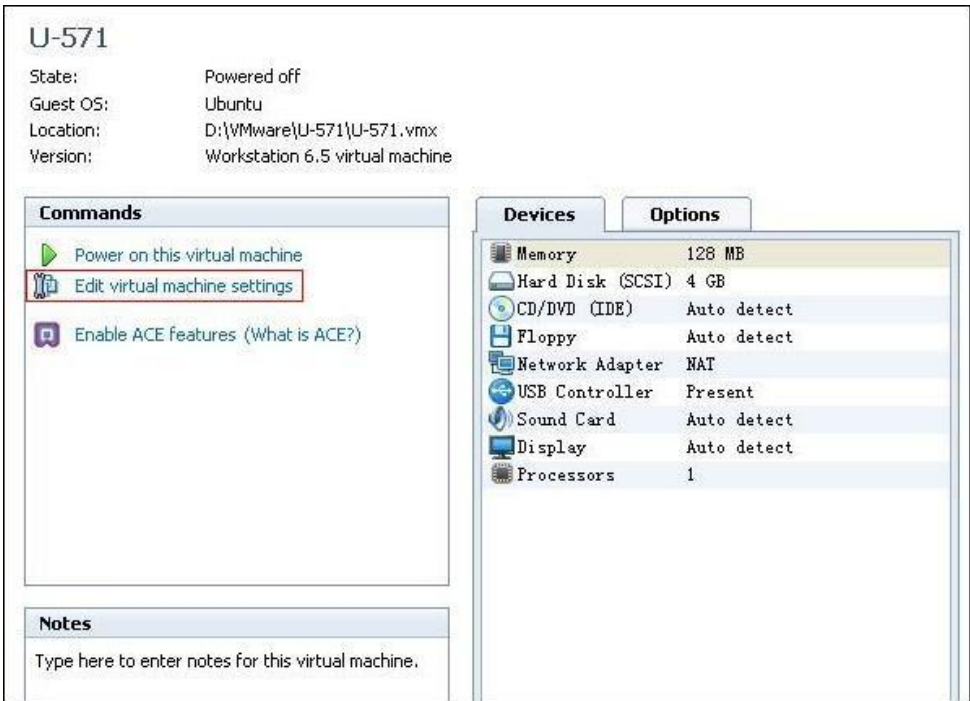 U-571
State: Powered off
Guest OS: Ubuntu
Location: D:\VMware\U-571\U-571.vmx
Version: Workstation 6.5 virtual machine
Commands
Power on this virtual machine
Edit virtual machine settings
Enable ACE features (What is ACE?)
Notes
Type here to enter notes for this virtual machine.
Devices Options
Memory 128 MB
Hard Disk (SCSI) 4 GB
CD/DVD (IDE) Auto detect
Floppy Auto detect
Network Adapter NAT
USB Controller Present
Sound Card Auto detect
Display Auto detect
Processors 1